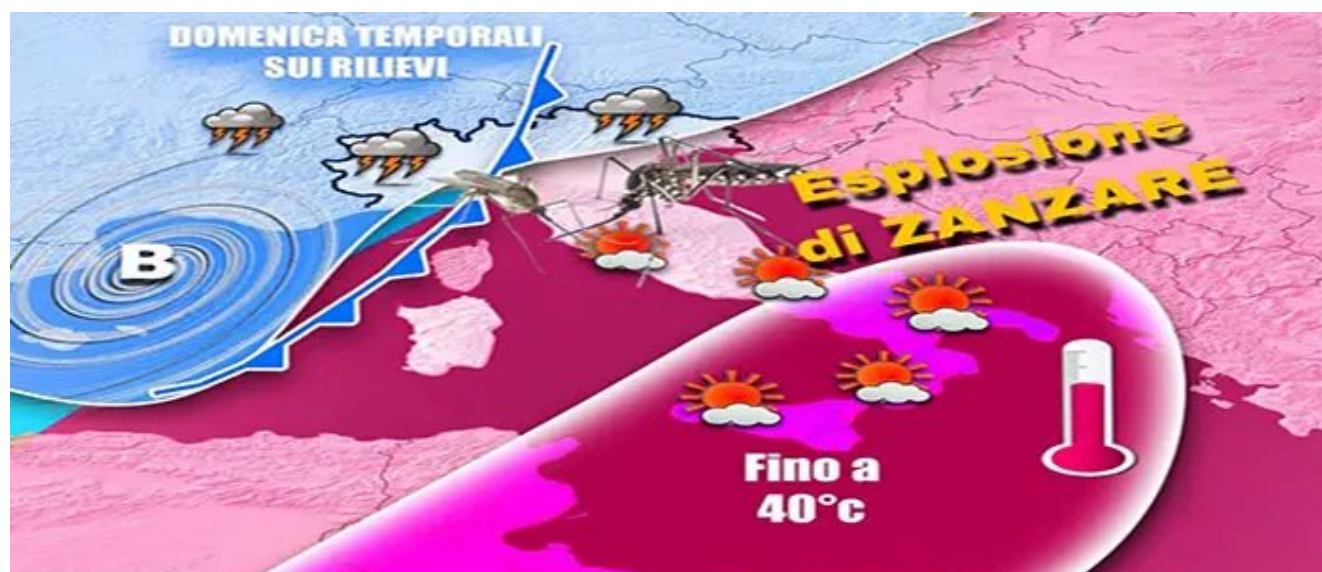 DOMENICA TEMPORALI
SUI RILIEVI
B
Esplosione
di ZANZARE
Fino a
40°c